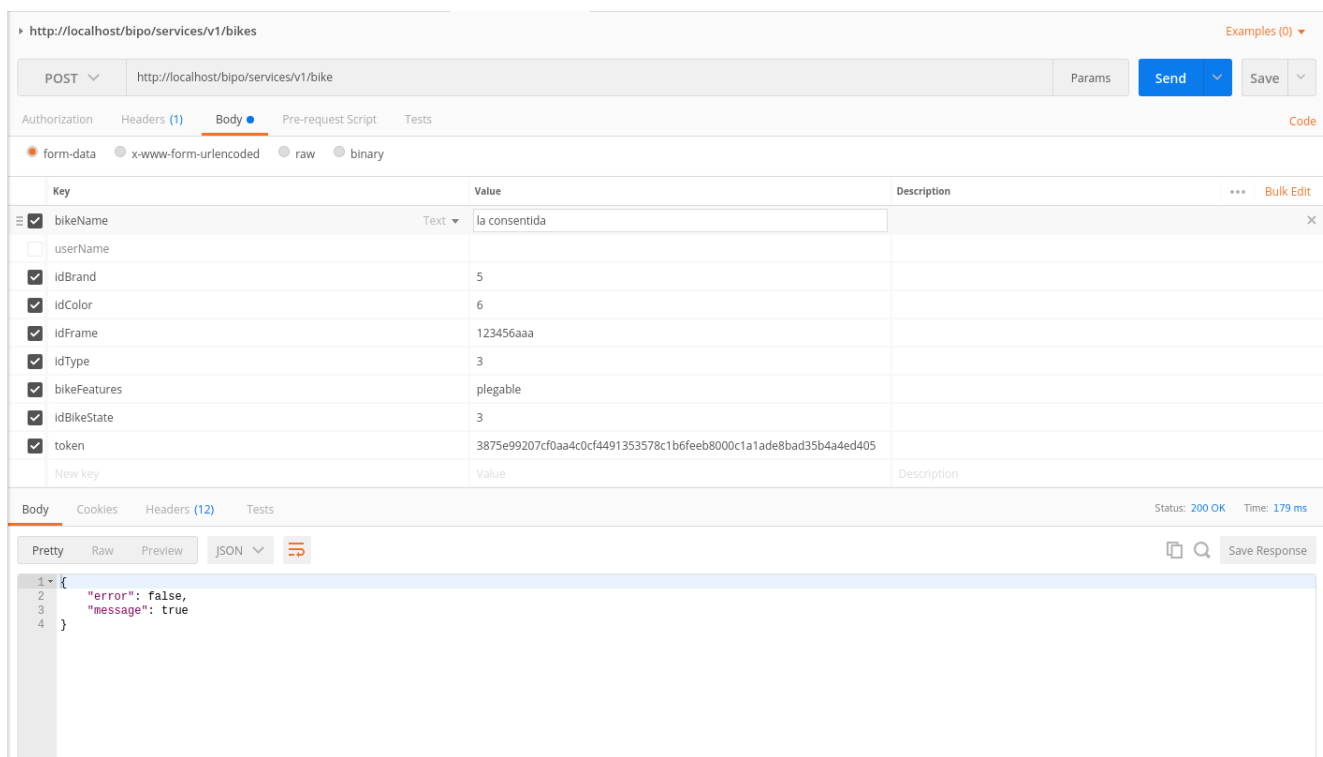 http://localhost/bipo/services/v1/bikes Examples (0)
POST http://localhost/bipo/services/v1/bike Params Send Save
Authorization Headers (1) Body Pre-request Script Tests Code
form-data x-www-form-urlencoded raw binary
Key Value Description ••• Bulk Edit
bikeName Text la consentida
userName
idBrand 5
idColor 6
idFrame 123456aaa
idType 3
bikeFeatures plegable
idBikeState 3
token 3875e99207cf0aa4c0cf4491353578c1b6feeb8000c1a1ade8bad35b4a4ed405
New key Value Description
Body Cookies Headers (12) Tests Status: 200 OK Time: 179 ms
Pretty Raw Preview JSON Save Response
1 {
2 "error": false,
3 "message": true
4 }